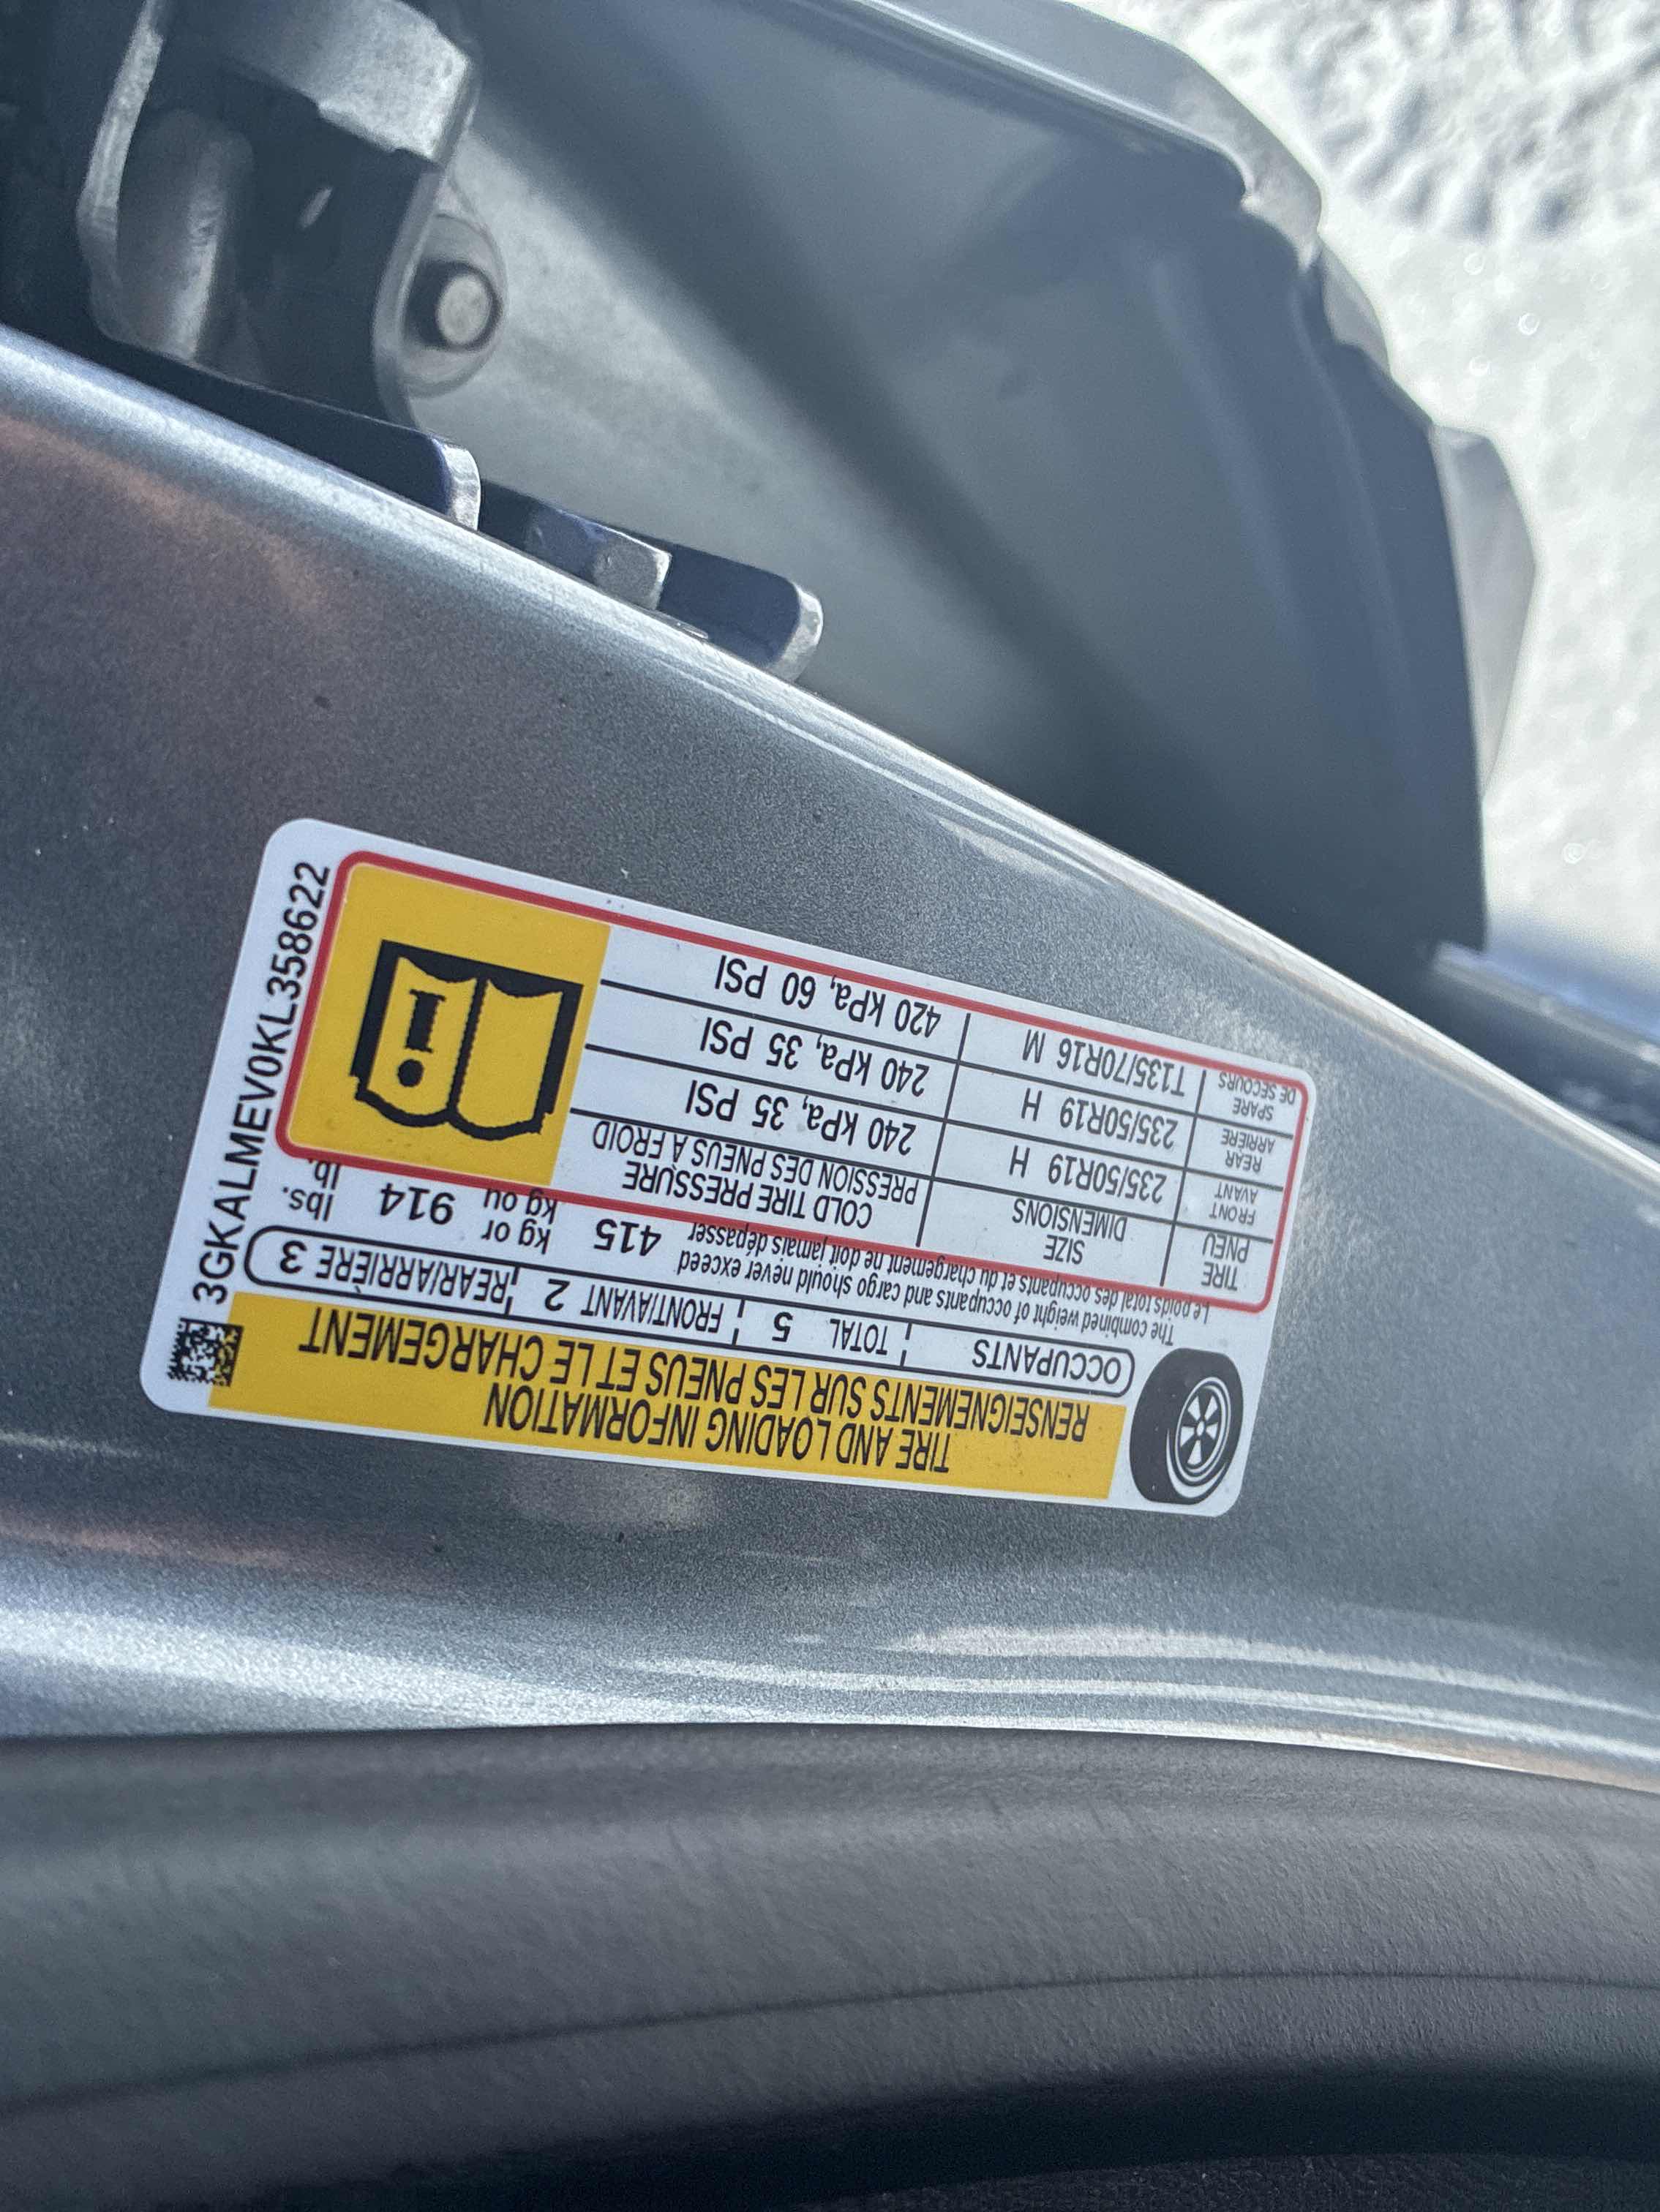 TIRE AND LOADING INFORMATION
RENSEIGNEMENTS SUR LES PNEUS ET LE CHARGEMENT
OCCUPANTS TOTAL 5 FRONT/AVANT 2 REAR/ARRIÈRE 3
The combined weight of occupants and cargo should never exceed 415 kg or 914 lbs.
Le poids total des occupants et du chargement ne doit jamais dépasser kg ou lb.
TIRE SIZE COLD TIRE PRESSURE
PNEU DIMENSIONS PRESSION DES PNEUS À FROID
FRONT
AVANT 235/50R19 H 240 kPa, 35 PSI
REAR
ARRIÈRE 235/50R19 H 240 kPa, 35 PSI
SPARE
DE SECOURS T135/70R16 M 420 kPa, 60 PSI
3GKALMEV0KL358622